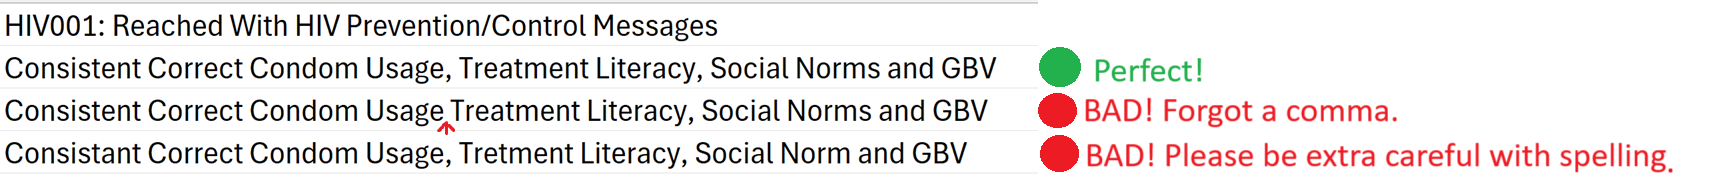 HIV001: Reached With HIV Prevention/Control Messages
Consistent Correct Condom Usage, Treatment Literacy, Social Norms and GBV Perfect!
Consistent Correct Condom Usage Treatment Literacy, Social Norms and GBV BAD! Forgot a comma.
Consistant Correct Condom Usage, Tretment Literacy, Social Norm and GBV BAD! Please be extra careful with spelling.